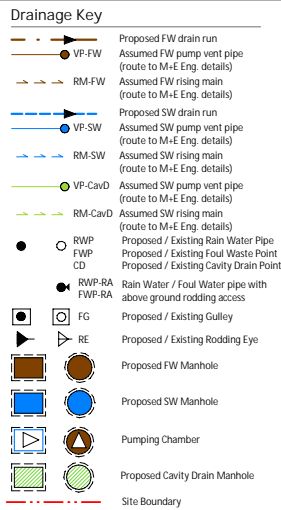 Drainage Key
Proposed FW drain run
VP-FW Assumed FW pump vent pipe
(route to M+E Eng. details)
RM-FW Assumed FW rising main
(route to M+E Eng. details)
Proposed SW drain run
VP-SW Assumed SW pump vent pipe
(route to M+E Eng. details)
RM-SW Assumed SW rising main
(route to M+E Eng. details)
VP-CavD Assumed SW pump vent pipe
(route to M+E Eng. details)
RM-CavD Assumed SW rising main
(route to M+E Eng. details)
RWP Proposed / Existing Rain Water Pipe
FWP Proposed / Existing Foul Waste Point
CD Proposed / Existing Cavity Drain Point
RWP-RA Rain Water / Foul Water pipe with
FWP-RA above ground rodding access
FG Proposed / Existing Gulley
RE Proposed / Existing Rodding Eye
Proposed FW Manhole
Proposed SW Manhole
Pumping Chamber
Proposed Cavity Drain Manhole
Site Boundary